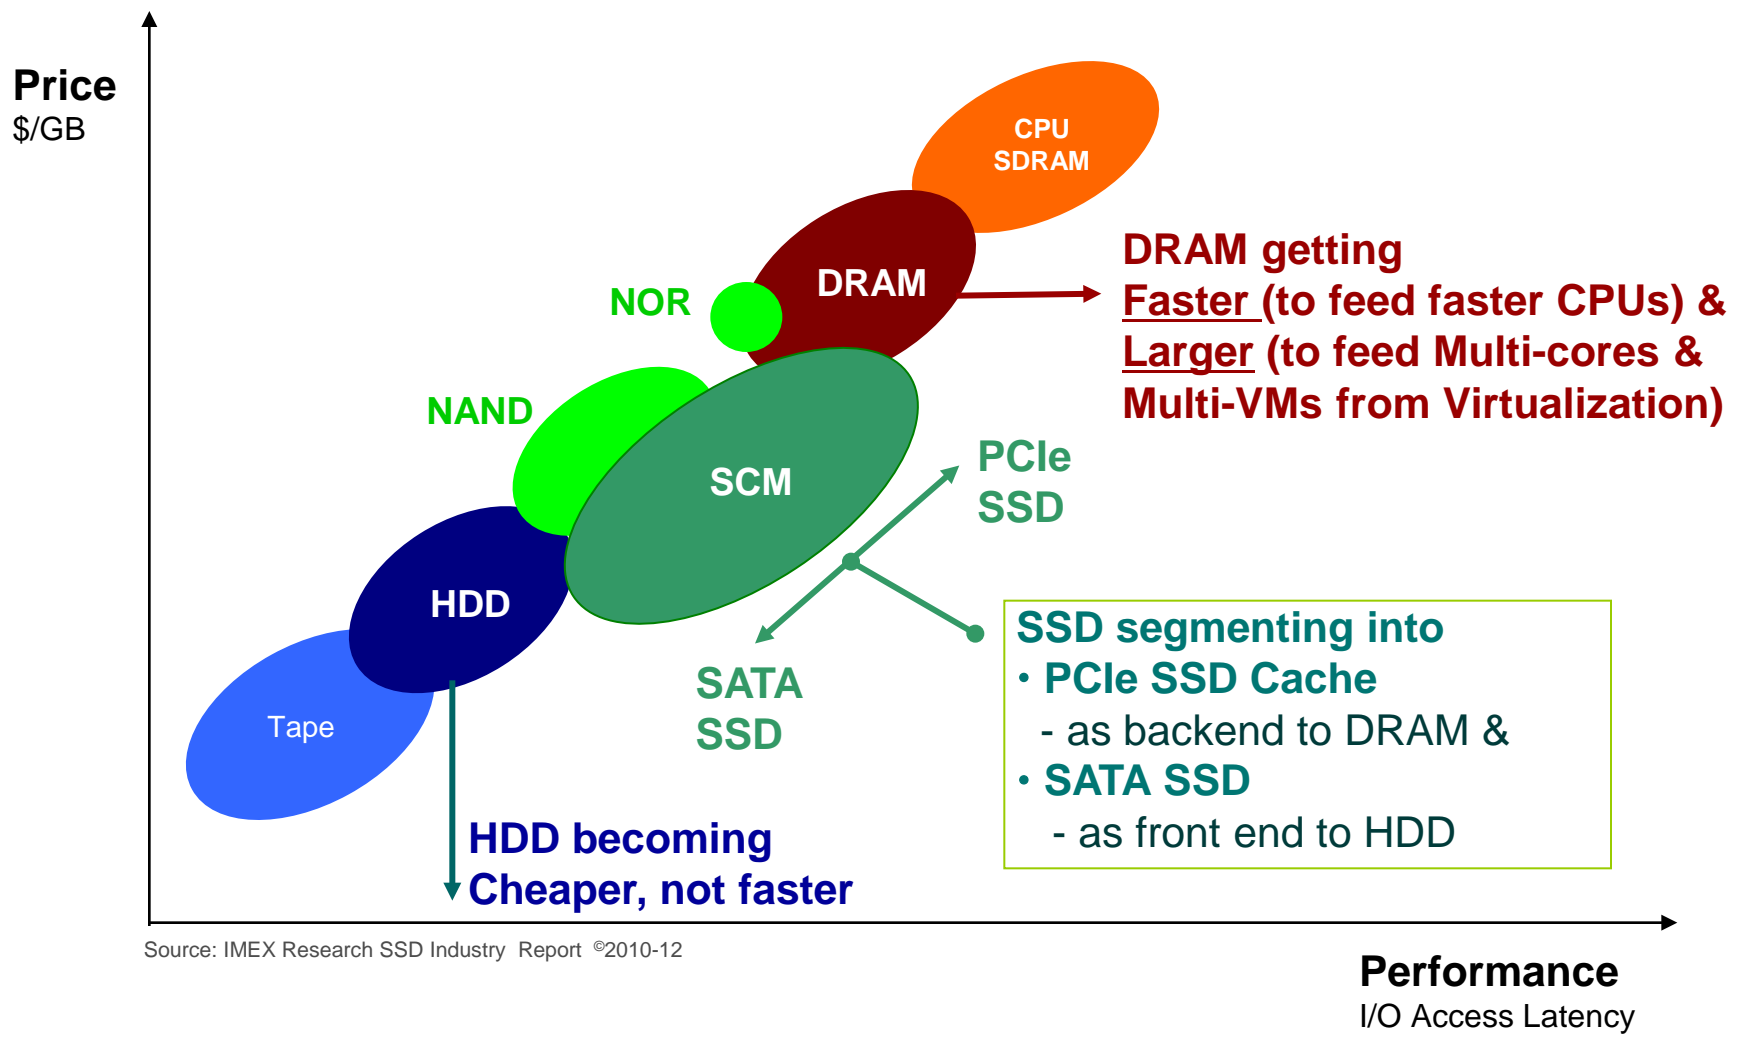 Price
$/GB
CPU
SDRAM
DRAM
NOR
DRAM getting
Faster (to feed faster CPUs) &
Larger (to feed Multi-cores &
Multi-VMs from Virtualization)
NAND
SCM
PCIe
SSD
HDD
SATA
SSD
SSD segmenting into
• PCIe SSD Cache
- as backend to DRAM &
• SATA SSD
- as front end to HDD
Tape
HDD becoming
Cheaper, not faster
Source: IMEX Research SSD Industry Report ©2010-12
Performance
I/O Access Latency